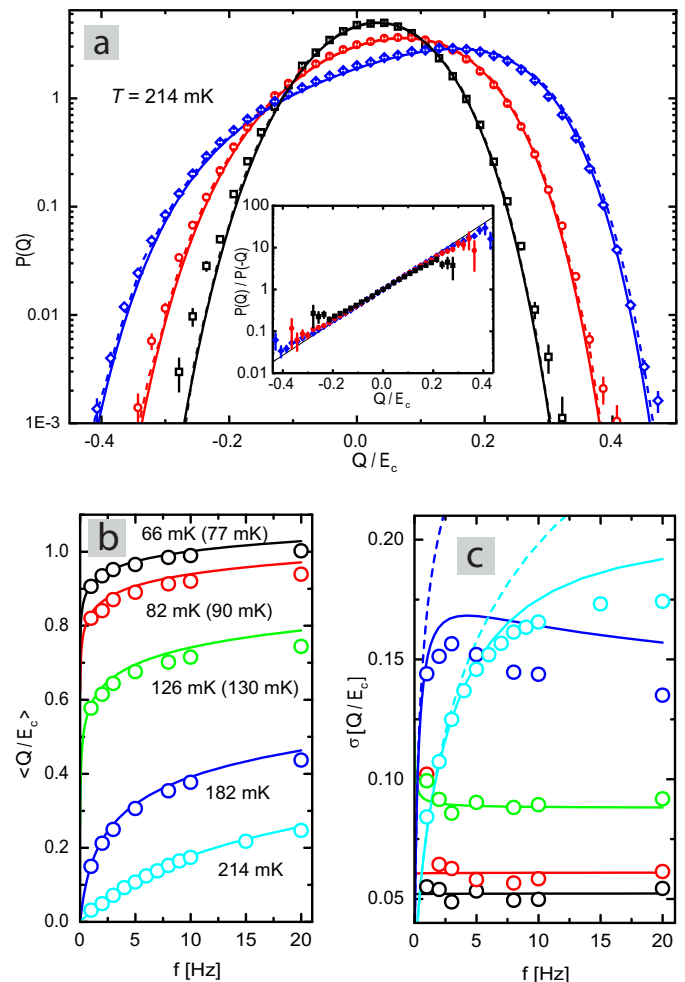 a
T = 214 mK
P(Q)
1
0.1
0.01
1E-3
-0.4
-0.2
0.0
0.2
0.4
Q / E_c
P(Q) / P(-Q)
100
10
1
0.1
0.01
-0.4
-0.2
0.0
0.2
0.4
Q / E_c
b
66 mK (77 mK)
82 mK (90 mK)
126 mK (130 mK)
182 mK
214 mK
<Q/E_c>
1.0
0.8
0.6
0.4
0.2
0.0
0
5
10
15
20
f [Hz]
c
σ [Q/E_c]
0.20
0.15
0.10
0.05
0
5
10
15
20
f [Hz]